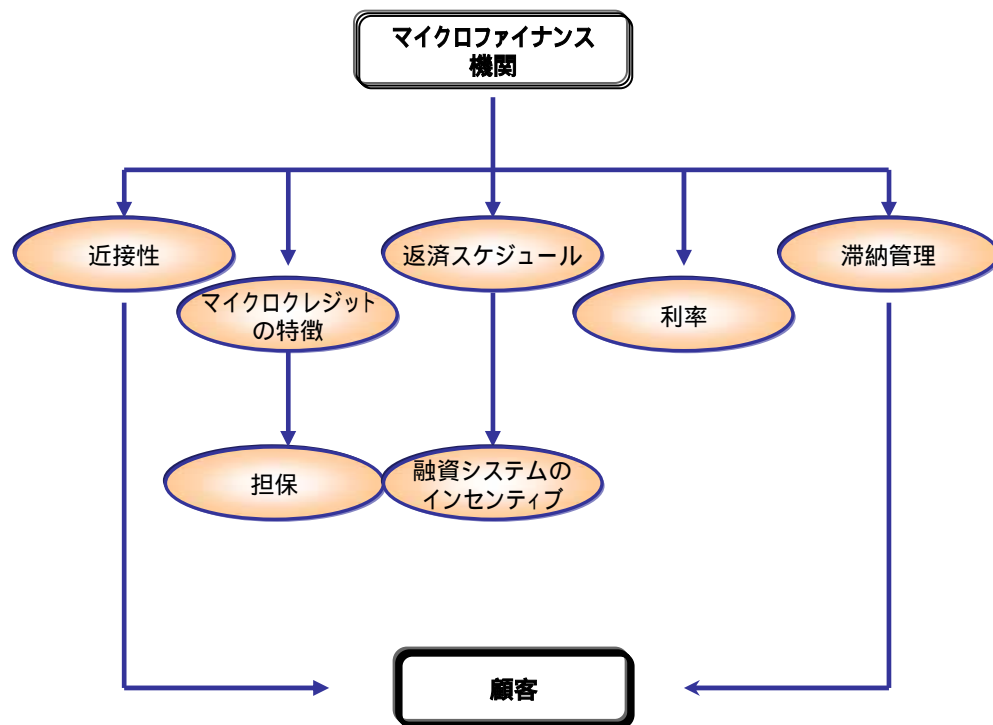 マイクロファイナンス
機関
近接性
返済スケジュール
滞納管理
マイクロクレジット
の特徴
利率
担保
融資システムの
インセンティブ
顧客